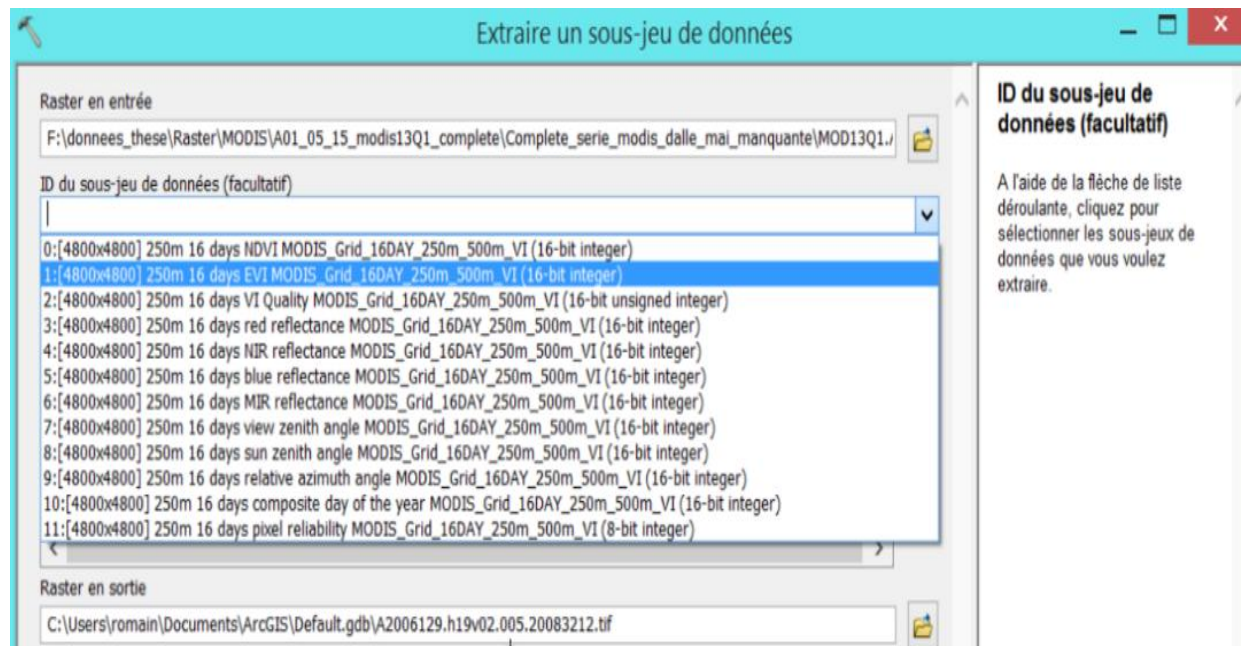 Extraire un sous-jeu de données
Raster en entrée
F:\donnees_these\Raster\MODIS\A01_05_15_modis13Q1_complete\Complete_serie_modis_dalle_mai_manquante\MOD13Q1.
ID du sous-jeu de données (facultatif)
0:[4800x4800] 250m 16 days NDVI MODIS_Grid_16DAY_250m_500m_VI (16-bit integer)
1:[4800x4800] 250m 16 days EVI MODIS_Grid_16DAY_250m_500m_VI (16-bit integer)
2:[4800x4800] 250m 16 days VI Quality MODIS_Grid_16DAY_250m_500m_VI (16-bit unsigned integer)
3:[4800x4800] 250m 16 days red reflectance MODIS_Grid_16DAY_250m_500m_VI (16-bit integer)
4:[4800x4800] 250m 16 days NIR reflectance MODIS_Grid_16DAY_250m_500m_VI (16-bit integer)
5:[4800x4800] 250m 16 days blue reflectance MODIS_Grid_16DAY_250m_500m_VI (16-bit integer)
6:[4800x4800] 250m 16 days MIR reflectance MODIS_Grid_16DAY_250m_500m_VI (16-bit integer)
7:[4800x4800] 250m 16 days view zenith angle MODIS_Grid_16DAY_250m_500m_VI (16-bit integer)
8:[4800x4800] 250m 16 days sun zenith angle MODIS_Grid_16DAY_250m_500m_VI (16-bit integer)
9:[4800x4800] 250m 16 days relative azimuth angle MODIS_Grid_16DAY_250m_500m_VI (16-bit integer)
10:[4800x4800] 250m 16 days composite day of the year MODIS_Grid_16DAY_250m_500m_VI (16-bit integer)
11:[4800x4800] 250m 16 days pixel reliability MODIS_Grid_16DAY_250m_500m_VI (8-bit integer)
Raster en sortie
C:\Users\romain\Documents\ArcGIS\Default.gdb\A2006129.h19v02.005.20083212.tif
ID du sous-jeu de
données (facultatif)
A l'aide de la flèche de liste
déroulante, cliquez pour
sélectionner les sous-jeux de
données que vous voulez
extraire.